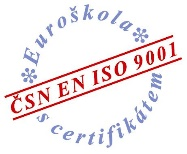 Euroškola
ČSN EN ISO 9001
s certifikátem